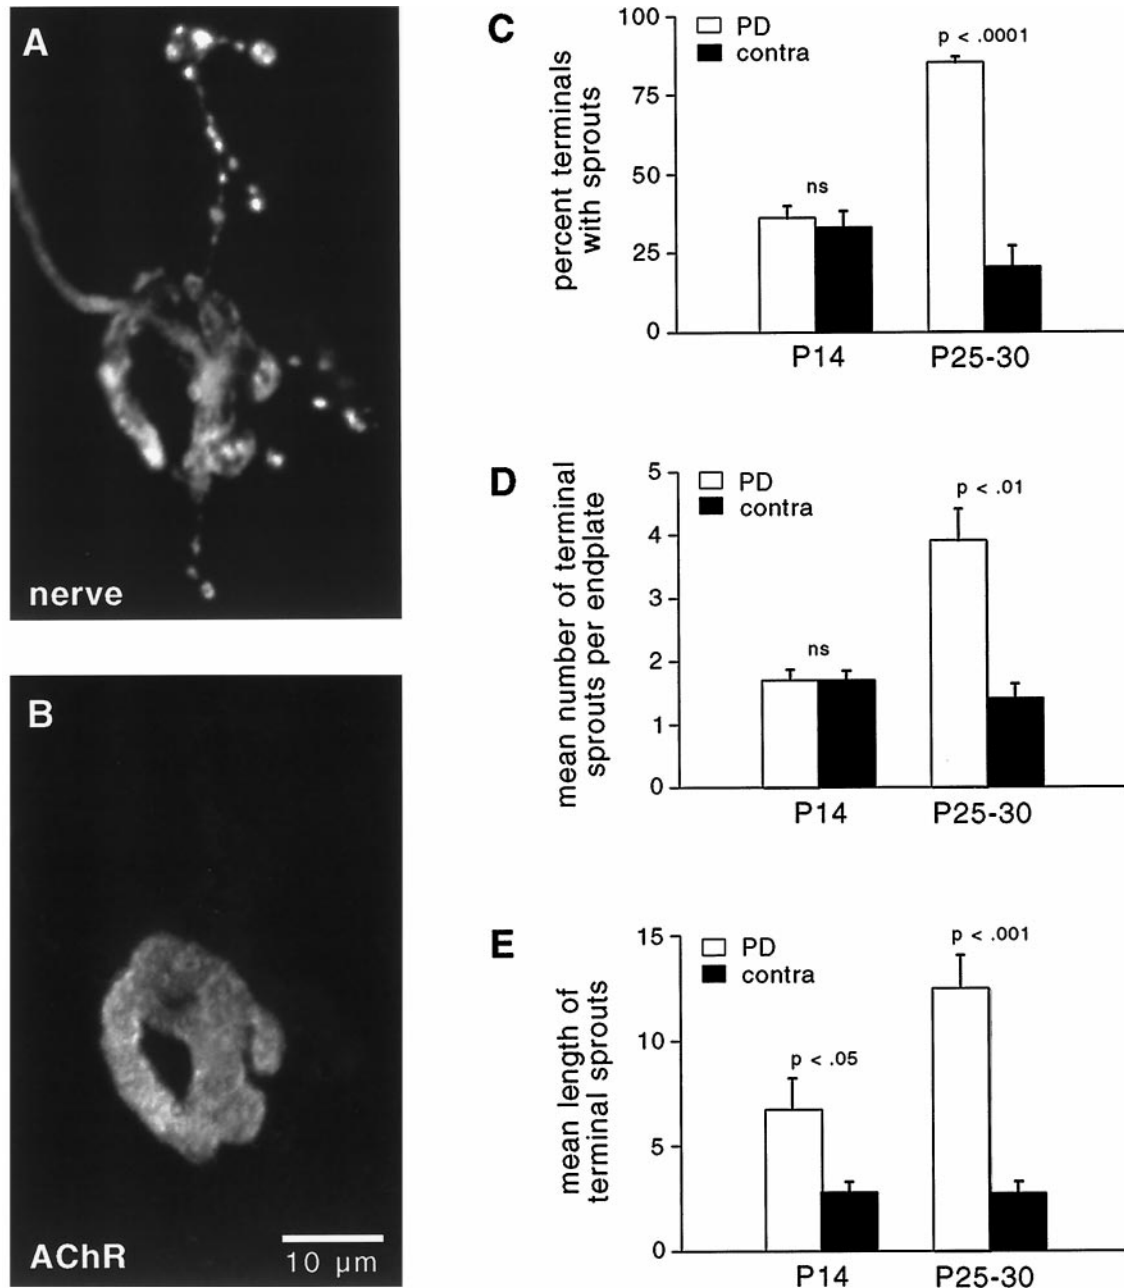 A
nerve
B
AChR
10 µm
C
PD
contra
p < .0001
ns
percent terminals
with sprouts
100
75
50
25
0
P14
P25-30
D
PD
contra
p < .01
ns
mean number of terminal
sprouts per endplate
5
4
3
2
1
0
P14
P25-30
E
PD
contra
p < .001
p < .05
mean length of
terminal sprouts
15
10
5
0
P14
P25-30